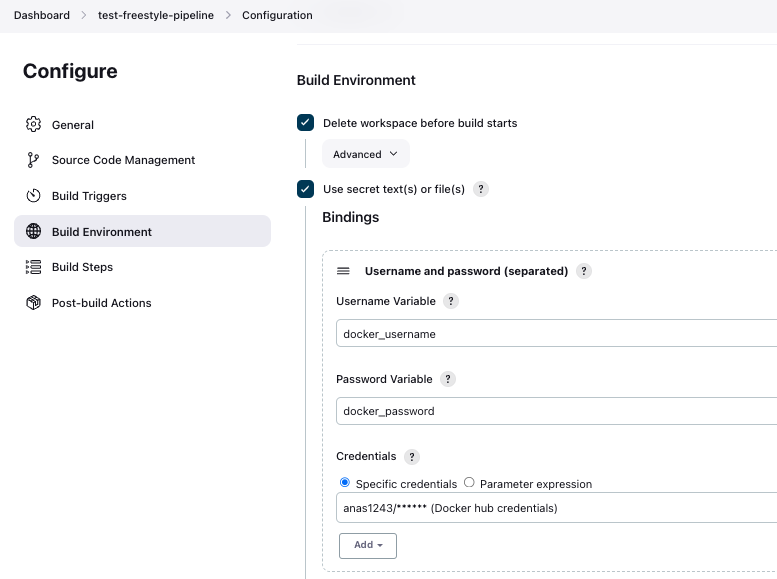 Dashboard > test-freestyle-pipeline > Configuration
Configure
General
Source Code Management
Build Triggers
Build Environment
Build Steps
Post-build Actions
Build Environment
Delete workspace before build starts
Advanced
Use secret text(s) or file(s) ?
Bindings
Username and password (separated) ?
Username Variable ?
docker_username
Password Variable ?
docker_password
Credentials ?
Specific credentials Parameter expression
anas1243/****** (Docker hub credentials)
Add